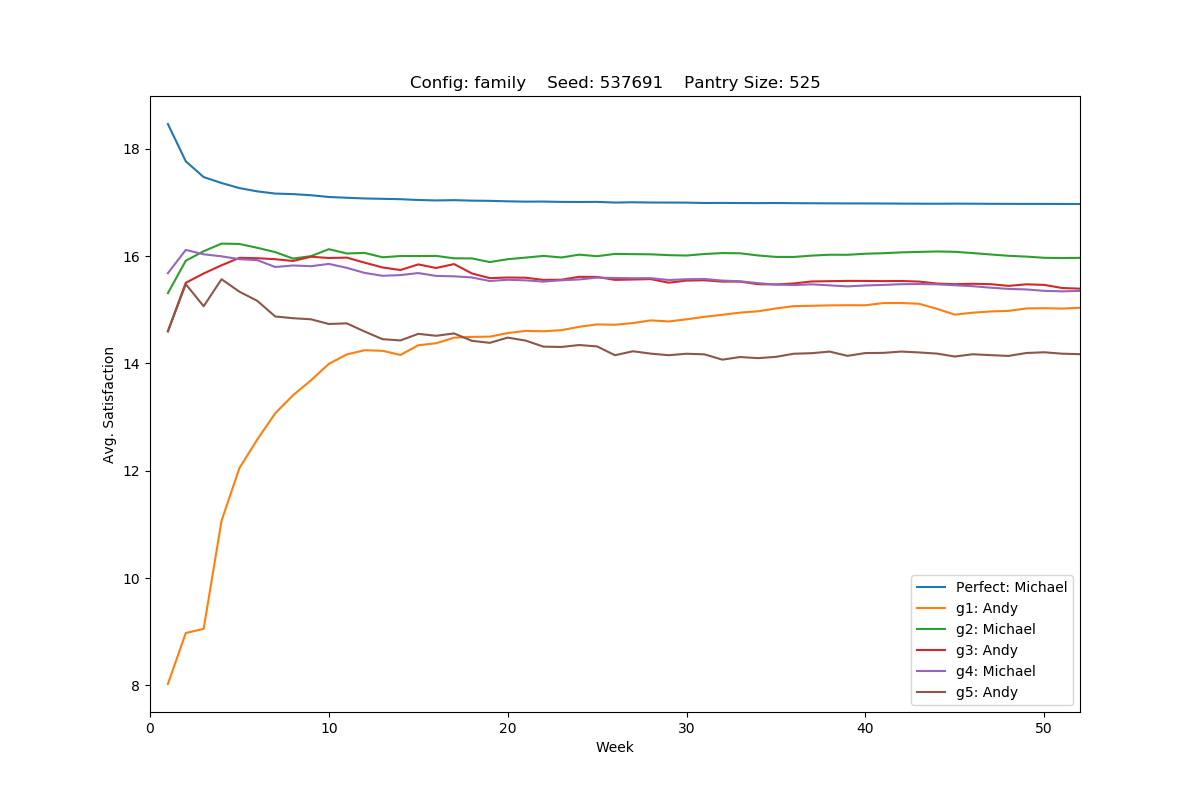 Config: family    Seed: 537691    Pantry Size: 525
Avg. Satisfaction
18
16
14
12
10
8
0 10 20 30 40 50
Week
Perfect: Michael
g1: Andy
g2: Michael
g3: Andy
g4: Michael
g5: Andy